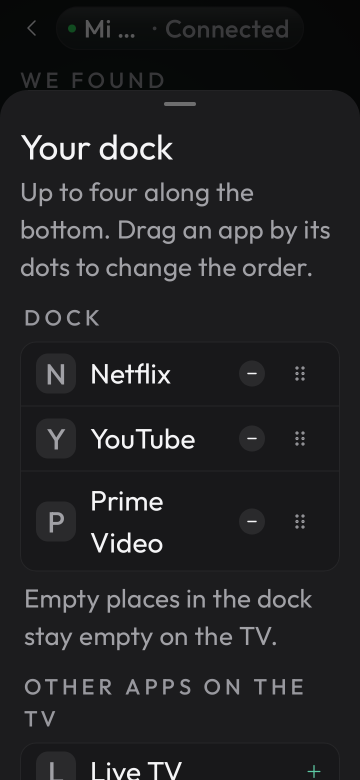 Mi ... · Connected
WE FOUND
Your dock
Up to four along the
bottom. Drag an app by its
dots to change the order.
DOCK
N Netflix
Y YouTube
P Prime
Video
Empty places in the dock
stay empty on the TV.
OTHER APPS ON THE
TV
L Live TV